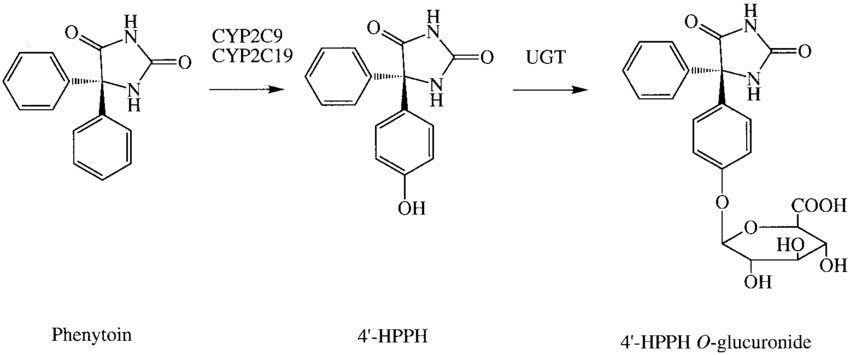 H
N
O
O
N
H
CYP2C9
CYP2C19
H
N
O
O
N
H
OH
UGT
H
N
O
O
N
H
O
COOH
O
HO
OH
OH
Phenytoin
4'-HPPH
4'-HPPH O-glucuronide